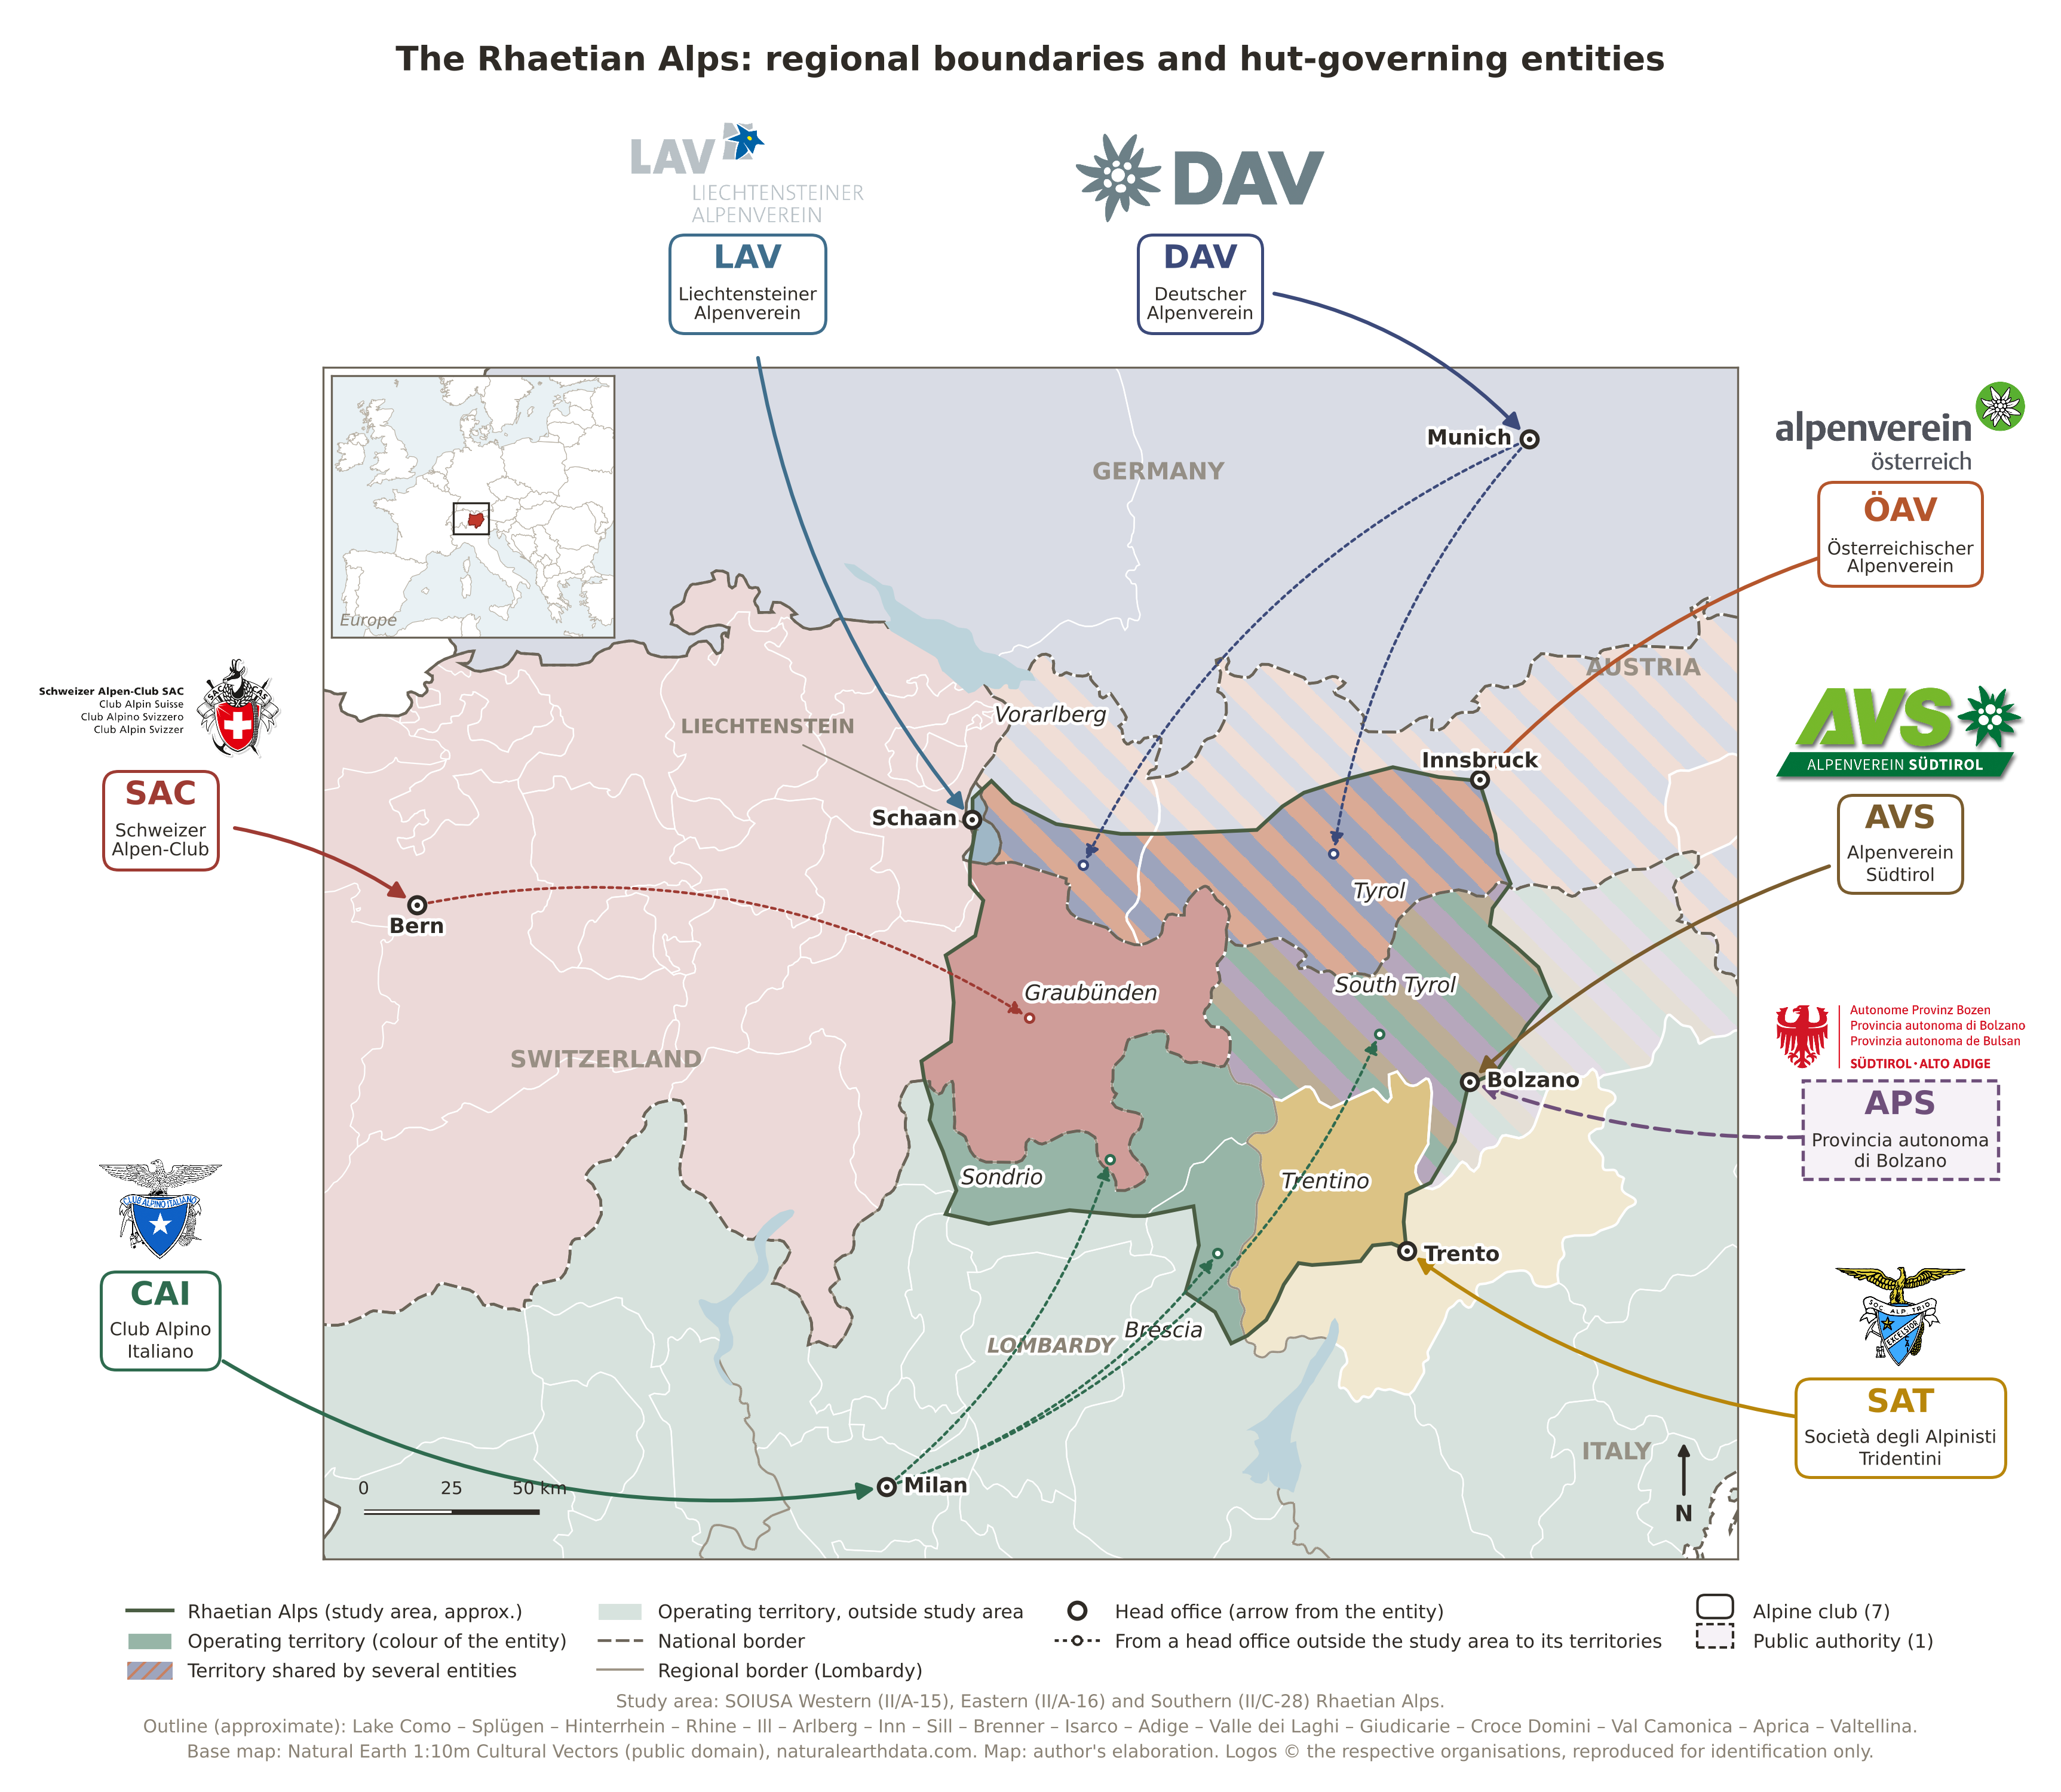 The Rhaetian Alps: regional boundaries and hut-governing entities
LAV
LIECHTENSTEINER
ALPENVEREIN
DAV
LAV
Liechtensteiner
Alpenverein
DAV
Deutscher
Alpenverein
alpenverein
österreich
ÖAV
Österreichischer
Alpenverein
Europe
GERMANY
Munich
AUSTRIA
Vorarlberg
LIECHTENSTEIN
Innsbruck
Schaan
Schweizer Alpen-Club SAC
Club Alpin Suisse
Club Alpino Svizzero
Club Alpin Svizzer
SAC
CAS
SAC
Schweizer
Alpen-Club
AVS
ALPENVEREIN SÜDTIROL
AVS
Alpenverein
Südtirol
Bern
Tyrol
South Tyrol
Graubünden
SWITZERLAND
Bolzano
Autonome Provinz Bozen
Provincia autonoma di Bolzano
Provinzia autonoma de Bulsan
SÜDTIROL · ALTO ADIGE
APS
Provincia autonoma
di Bolzano
Sondrio
Trentino
Trento
Brescia
LOMBARDY
ITALY
Milan
CLUB ALPINO ITALIANO
CAI
Club Alpino
Italiano
SOC. ALP. TRID
EXCELSIOR
SAT
Società degli Alpinisti
Tridentini
0 25 50 km
N
Rhaetian Alps (study area, approx.)
Operating territory (colour of the entity)
Territory shared by several entities
Operating territory, outside study area
National border
Regional border (Lombardy)
Head office (arrow from the entity)
From a head office outside the study area to its territories
Alpine club (7)
Public authority (1)
Study area: SOIUSA Western (II/A-15), Eastern (II/A-16) and Southern (II/C-28) Rhaetian Alps.
Outline (approximate): Lake Como – Splügen – Hinterrhein – Rhine – Ill – Arlberg – Inn – Sill – Brenner – Isarco – Adige – Valle dei Laghi – Giudicarie – Croce Domini – Val Camonica – Aprica – Valtellina.
Base map: Natural Earth 1:10m Cultural Vectors (public domain), naturalearthdata.com. Map: author's elaboration. Logos © the respective organisations, reproduced for identification only.